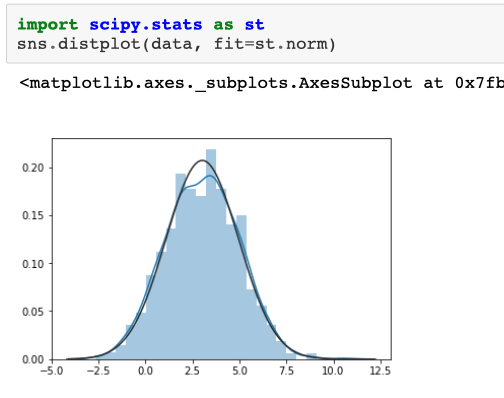 import scipy.stats as st
sns.distplot(data, fit=st.norm)
<matplotlib.axes._subplots.AxesSubplot at 0x7fb
0.20
0.15
0.10
0.05
0.00
−5.0 −2.5 0.0 2.5 5.0 7.5 10.0 12.5